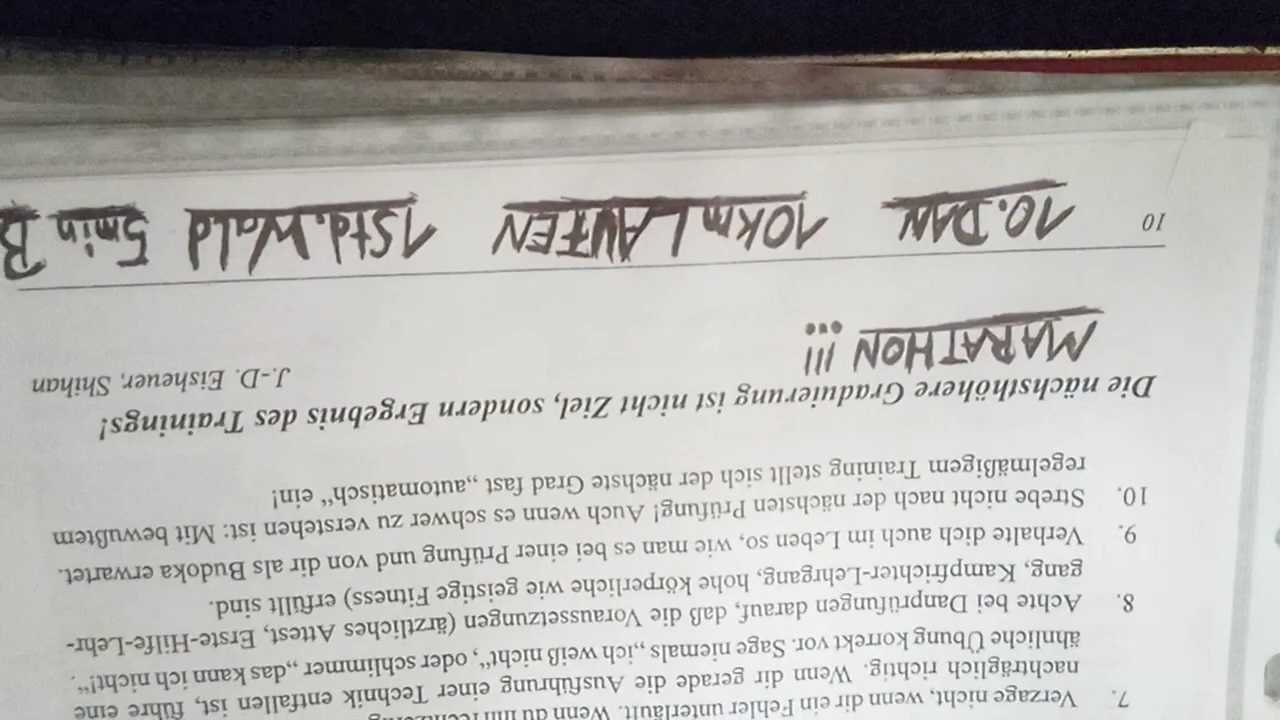 7. Verzage nicht, wenn dir ein Fehler unterläuft. Wenn du ihn
nachträglich richtig. Wenn dir gerade die Ausführung einer Technik entfallen ist, führe eine
ähnliche Übung korrekt vor. Sage niemals „ich weiß nicht“, oder schlimmer „das kann ich nicht!“.
8. Achte bei Danprüfungen darauf, daß die Voraussetzungen (ärztliches Attest, Erste-Hilfe-Lehr-
gang, Kampfrichter-Lehrgang, hohe körperliche wie geistige Fitness) erfüllt sind.
9. Verhalte dich auch im Leben so, wie man es bei einer Prüfung und von dir als Budoka erwartet.
10. Strebe nicht nach der nächsten Prüfung! Auch wenn es schwer zu verstehen ist: Mit bewußtem
regelmäßigem Training stellt sich der nächste Grad fast „automatisch“ ein!
Die nächsthöhere Graduierung ist nicht Ziel, sondern Ergebnis des Trainings!
J.-D. Eisheuer, Shihan
MARATHON !!! ...
10 10. DAN 10km LAUFEN 1Std. Wald 5min B